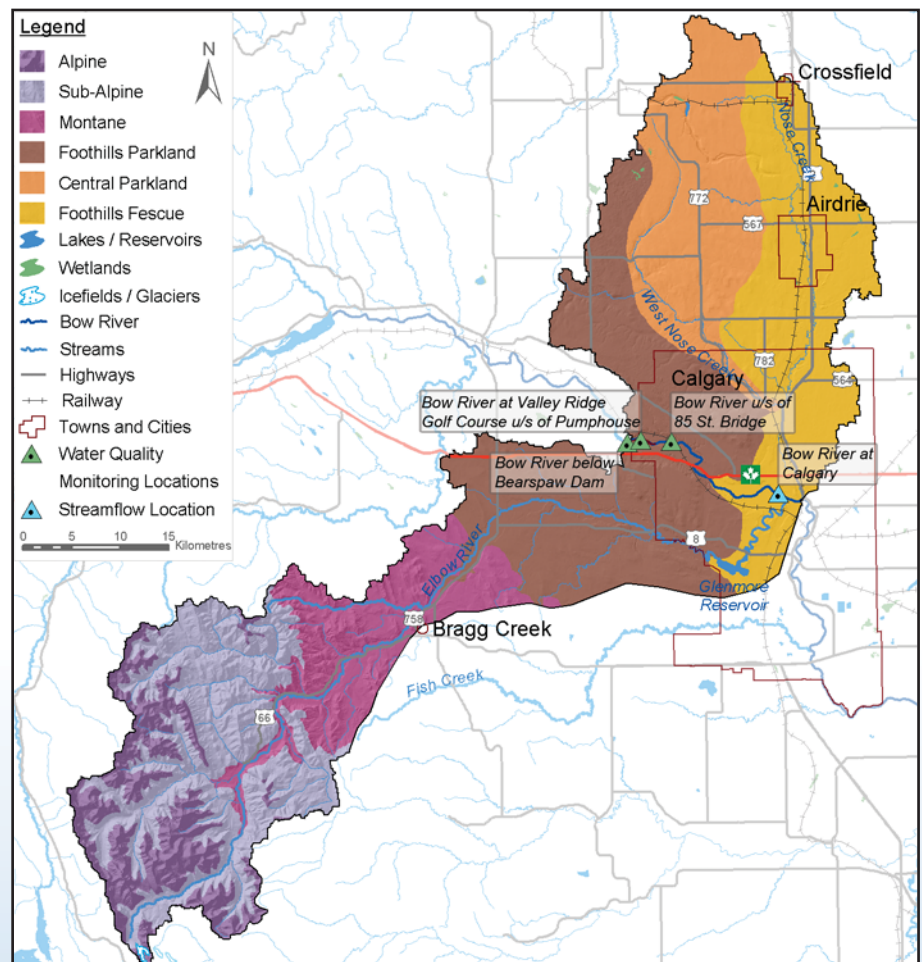 Legend
Alpine
Sub-Alpine
Montane
Foothills Parkland
Central Parkland
Foothills Fescue
Lakes / Reservoirs
Wetlands
Icefields / Glaciers
Bow River
Streams
Highways
Railway
Towns and Cities
Water Quality
Monitoring Locations
Streamflow Location
0 5 10 15
Kilometres
N
Crossfield
Nose Creek
Airdrie
772
567
West Nose Creek
782
564
Calgary
Bow River at Valley Ridge
Golf Course u/s of Pumphouse
Bow River u/s of
85 St. Bridge
Bow River below
Bearspaw Dam
Bow River at
Calgary
8
Glenmore
Reservoir
Elbow River
758
Bragg Creek
Fish Creek
66